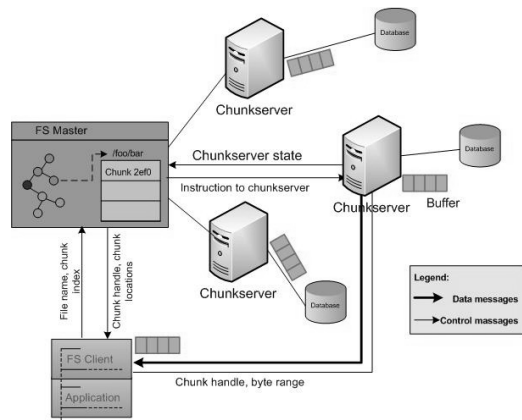 Database
Chunkserver
FS Master
/foo/bar
Chunk 2ef0
Chunkserver state
Instruction to chunkserver
Database
Chunkserver
Buffer
Chunkserver
Database
File name, chunk
index
Chunk handle, chunk
locations
Legend:
Data messages
Control massages
FS Client
Application
Chunk handle, byte range